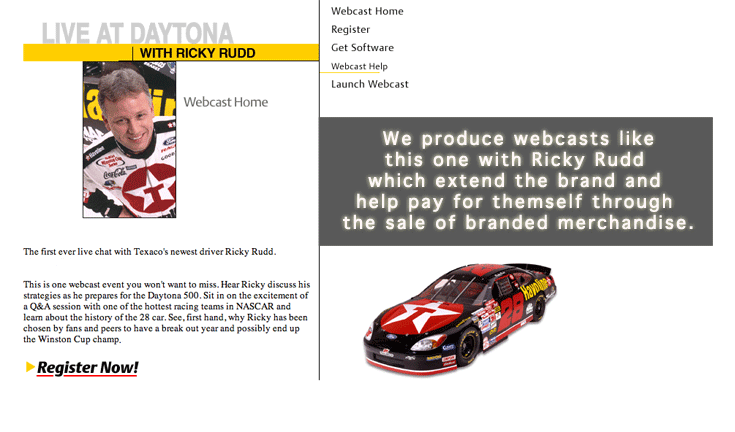 LIVE AT DAYTONA
WITH RICKY RUDD
Webcast Home
The first ever live chat with Texaco's newest driver Ricky Rudd.
This is one webcast event you won't want to miss. Hear Ricky discuss his
strategies as he prepares for the Daytona 500. Sit in on the excitement of
a Q&A session with one of the hottest racing teams in NASCAR and
learn about the history of the 28 car. See, first hand, why Ricky has been
chosen by fans and peers to have a break out year and possibly end up
the Winston Cup champ.
Register Now!
Webcast Home
Register
Get Software
Webcast Help
Launch Webcast
We produce webcasts like
this one with Ricky Rudd
which extend the brand and
help pay for themself through
the sale of branded merchandise.
Havoline
28
T
Coca-Cola